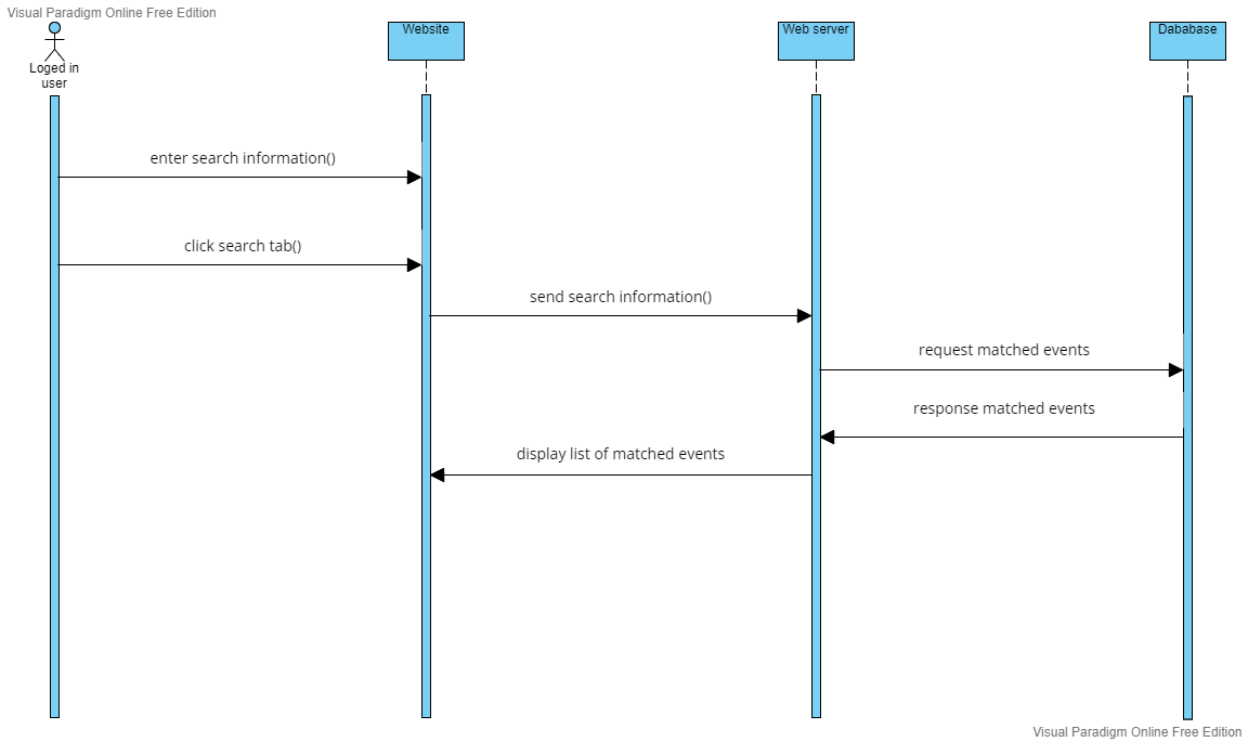 Visual Paradigm Online Free Edition
Loged in
user
Website
Web server
Dababase
enter search information()
click search tab()
send search information()
request matched events
response matched events
display list of matched events
Visual Paradigm Online Free Edition